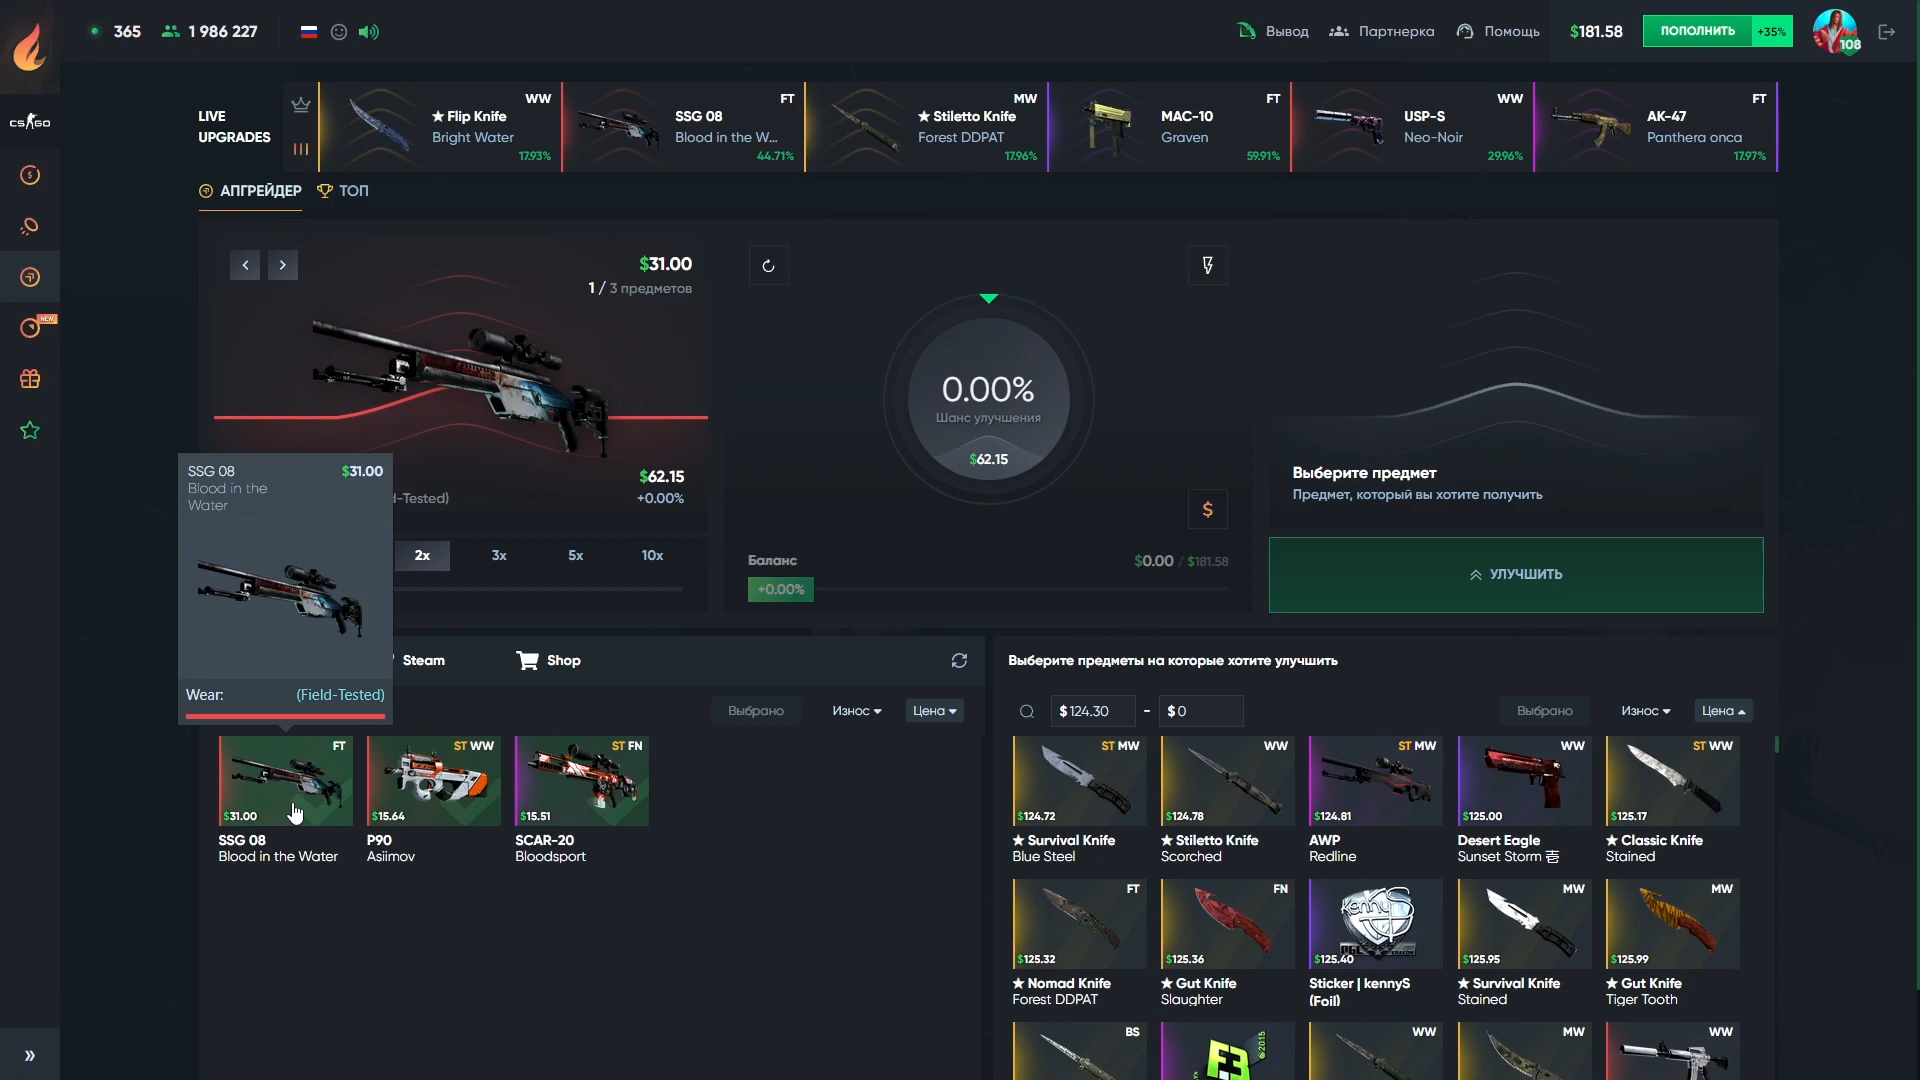 365
1 986 227
Вывод
Партнерка
Помощь
$181.58
ПОПОЛНИТЬ
+35%
108
CS GO
LIVE
UPGRADES
WW
★ Flip Knife
Bright Water
17.93%
FT
SSG 08
Blood in the W...
44.71%
MW
★ Stiletto Knife
Forest DDPAT
17.96%
FT
MAC-10
Graven
59.91%
WW
USP-S
Neo-Noir
29.96%
FT
AK-47
Panthera onca
17.97%
АПГРЕЙДЕР
ТОП
NEW
$31.00
1 / 3 предметов
$62.15
+0.00%
d-Tested)
2x
3x
5x
10x
0.00%
Шанс улучшения
$62.15
$
Баланс
$0.00 / $181.58
+0.00%
Выберите предмет
Предмет, который вы хотите получить
УЛУЧШИТЬ
SSG 08
$31.00
Blood in the
Water
Wear:
(Field-Tested)
Steam
Shop
Выбрано
Износ
Цена
FT
$31.00
SSG 08
Blood in the Water
ST WW
$15.64
P90
Asiimov
ST FN
$15.51
SCAR-20
Bloodsport
Выберите предметы на которые хотите улучшить
$ 124.30
-
$ 0
Выбрано
Износ
Цена
ST MW
$124.72
★ Survival Knife
Blue Steel
WW
$124.78
★ Stiletto Knife
Scorched
ST MW
$124.81
AWP
Redline
WW
$125.00
Desert Eagle
Sunset Storm 壱
ST WW
$125.17
★ Classic Knife
Stained
FT
$125.32
★ Nomad Knife
Forest DDPAT
FN
$125.36
★ Gut Knife
Slaughter
KennyS
$125.40
Sticker | kennyS
(Foil)
MW
$125.95
★ Survival Knife
Stained
MW
$125.99
★ Gut Knife
Tiger Tooth
BS
F3
©2015
WW
MW
WW